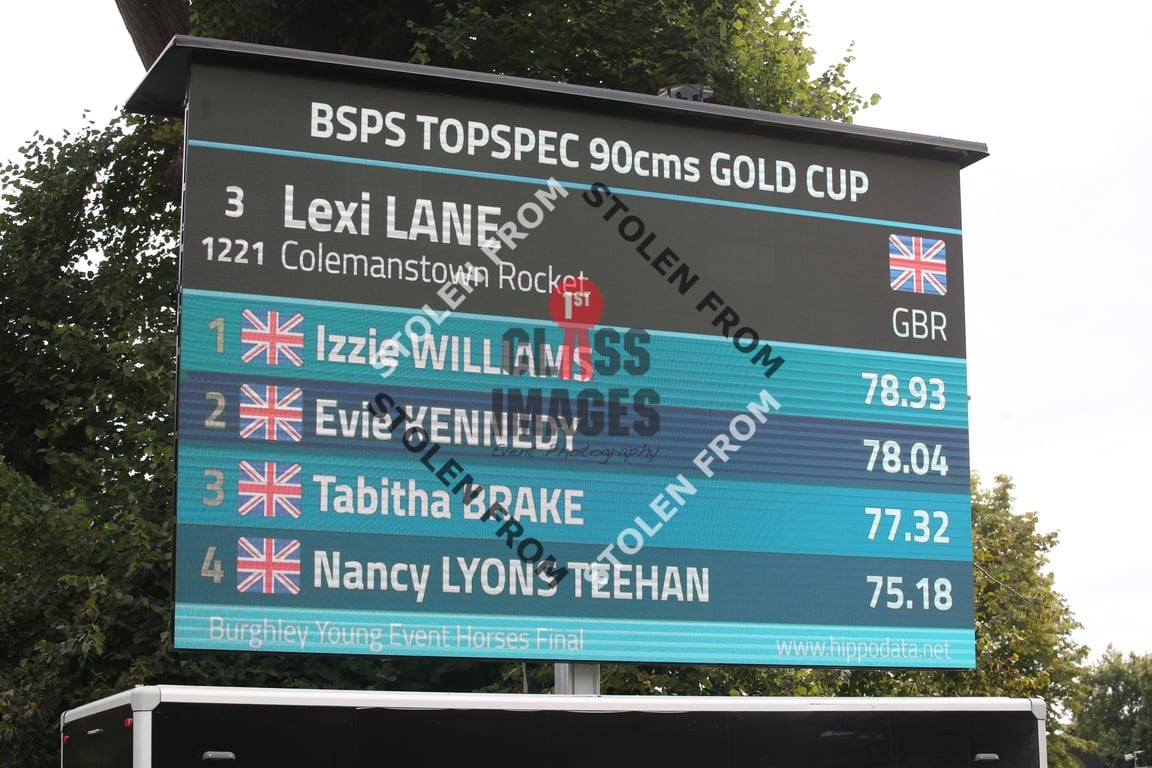 BSPS TOPSPEC 90cms GOLD CUP
3 Lexi LANE
1221 Colemanstown Rocket
GBR
1 Izzie WILLIAMS 78.93
2 Evie KENNEDY 78.04
3 Tabitha BRAKE 77.32
4 Nancy LYONS TEEHAN 75.18
Burghley Young Event Horses Final www.hippodata.net
STOLEN FROM
STOLEN FROM
1ST
CLASS
IMAGES
Event Photography
STOLEN FROM
STOLEN FROM